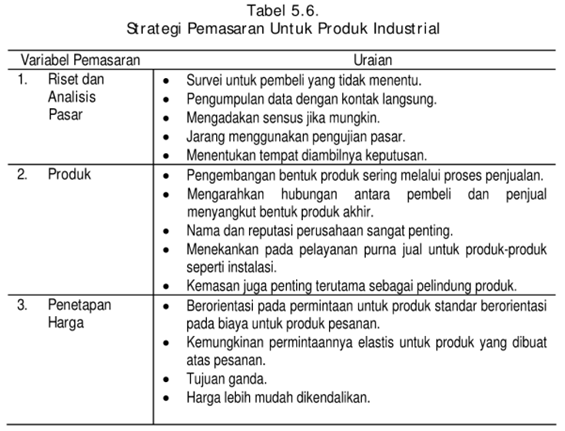 Tabel 5.6.
Strategi Pemasaran Untuk Produk Industrial
Variabel Pemasaran Uraian
1. Riset dan Analisis Pasar
• Survei untuk pembeli yang tidak menentu.
• Pengumpulan data dengan kontak langsung.
• Mengadakan sensus jika mungkin.
• Jarang menggunakan pengujian pasar.
• Menentukan tempat diambilnya keputusan.
2. Produk
• Pengembangan bentuk produk sering melalui proses penjualan.
• Mengarahkan hubungan antara pembeli dan penjual
menyangkut bentuk produk akhir.
• Nama dan reputasi perusahaan sangat penting.
• Menekankan pada pelayanan purna jual untuk produk-produk
seperti instalasi.
• Kemasan juga penting terutama sebagai pelindung produk.
3. Penetapan Harga
• Berorientasi pada permintaan untuk produk standar berorientasi
pada biaya untuk produk pesanan.
• Kemungkinan permintaannya elastis untuk produk yang dibuat
atas pesanan.
• Tujuan ganda.
• Harga lebih mudah dikendalikan.